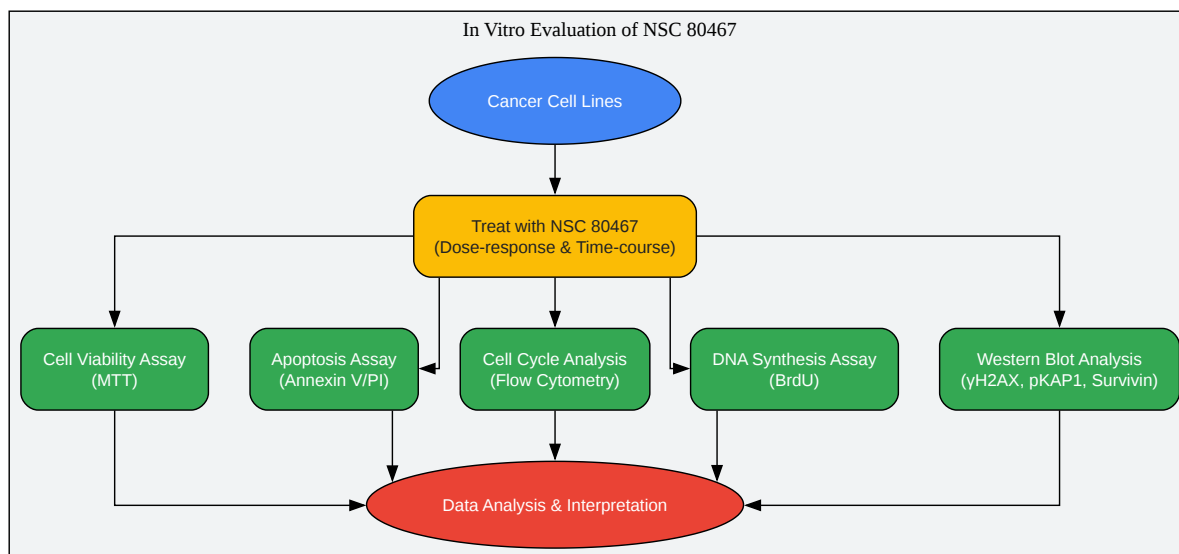 In Vitro Evaluation of NSC 80467
Cancer Cell Lines
Treat with NSC 80467
(Dose-response & Time-course)
Cell Viability Assay
(MTT)
Apoptosis Assay
(Annexin V/PI)
Cell Cycle Analysis
(Flow Cytometry)
DNA Synthesis Assay
(BrdU)
Western Blot Analysis
(γH2AX, pKAP1, Survivin)
Data Analysis & Interpretation